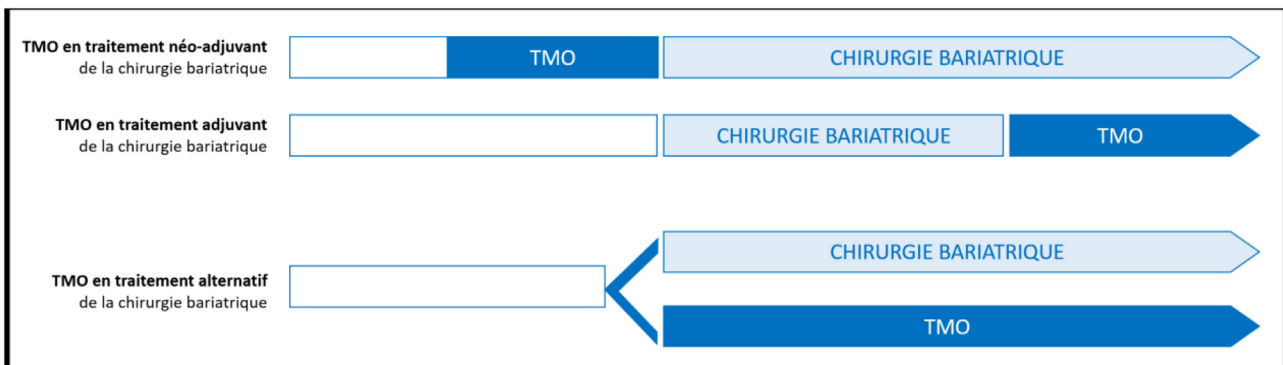 TMO en traitement néo-adjuvant
de la chirurgie bariatrique
TMO
CHIRURGIE BARIATRIQUE
TMO en traitement adjuvant
de la chirurgie bariatrique
CHIRURGIE BARIATRIQUE
TMO
TMO en traitement alternatif
de la chirurgie bariatrique
CHIRURGIE BARIATRIQUE
TMO